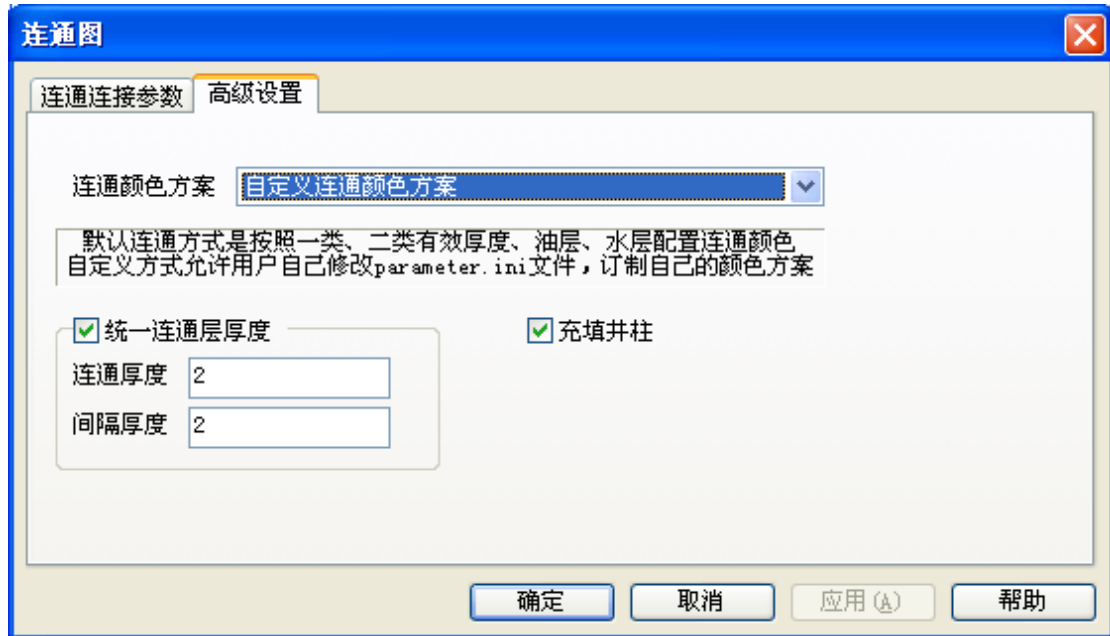 连通图
连通连接参数 高级设置
连通颜色方案 自定义连通颜色方案
默认连通方式是按照一类、二类有效厚度、油层、水层配置连通颜色
自定义方式允许用户自己修改parameter.ini文件，订制自己的颜色方案
统一连通层厚度 充填井柱
连通厚度 2
间隔厚度 2
确定 取消 应用(A) 帮助